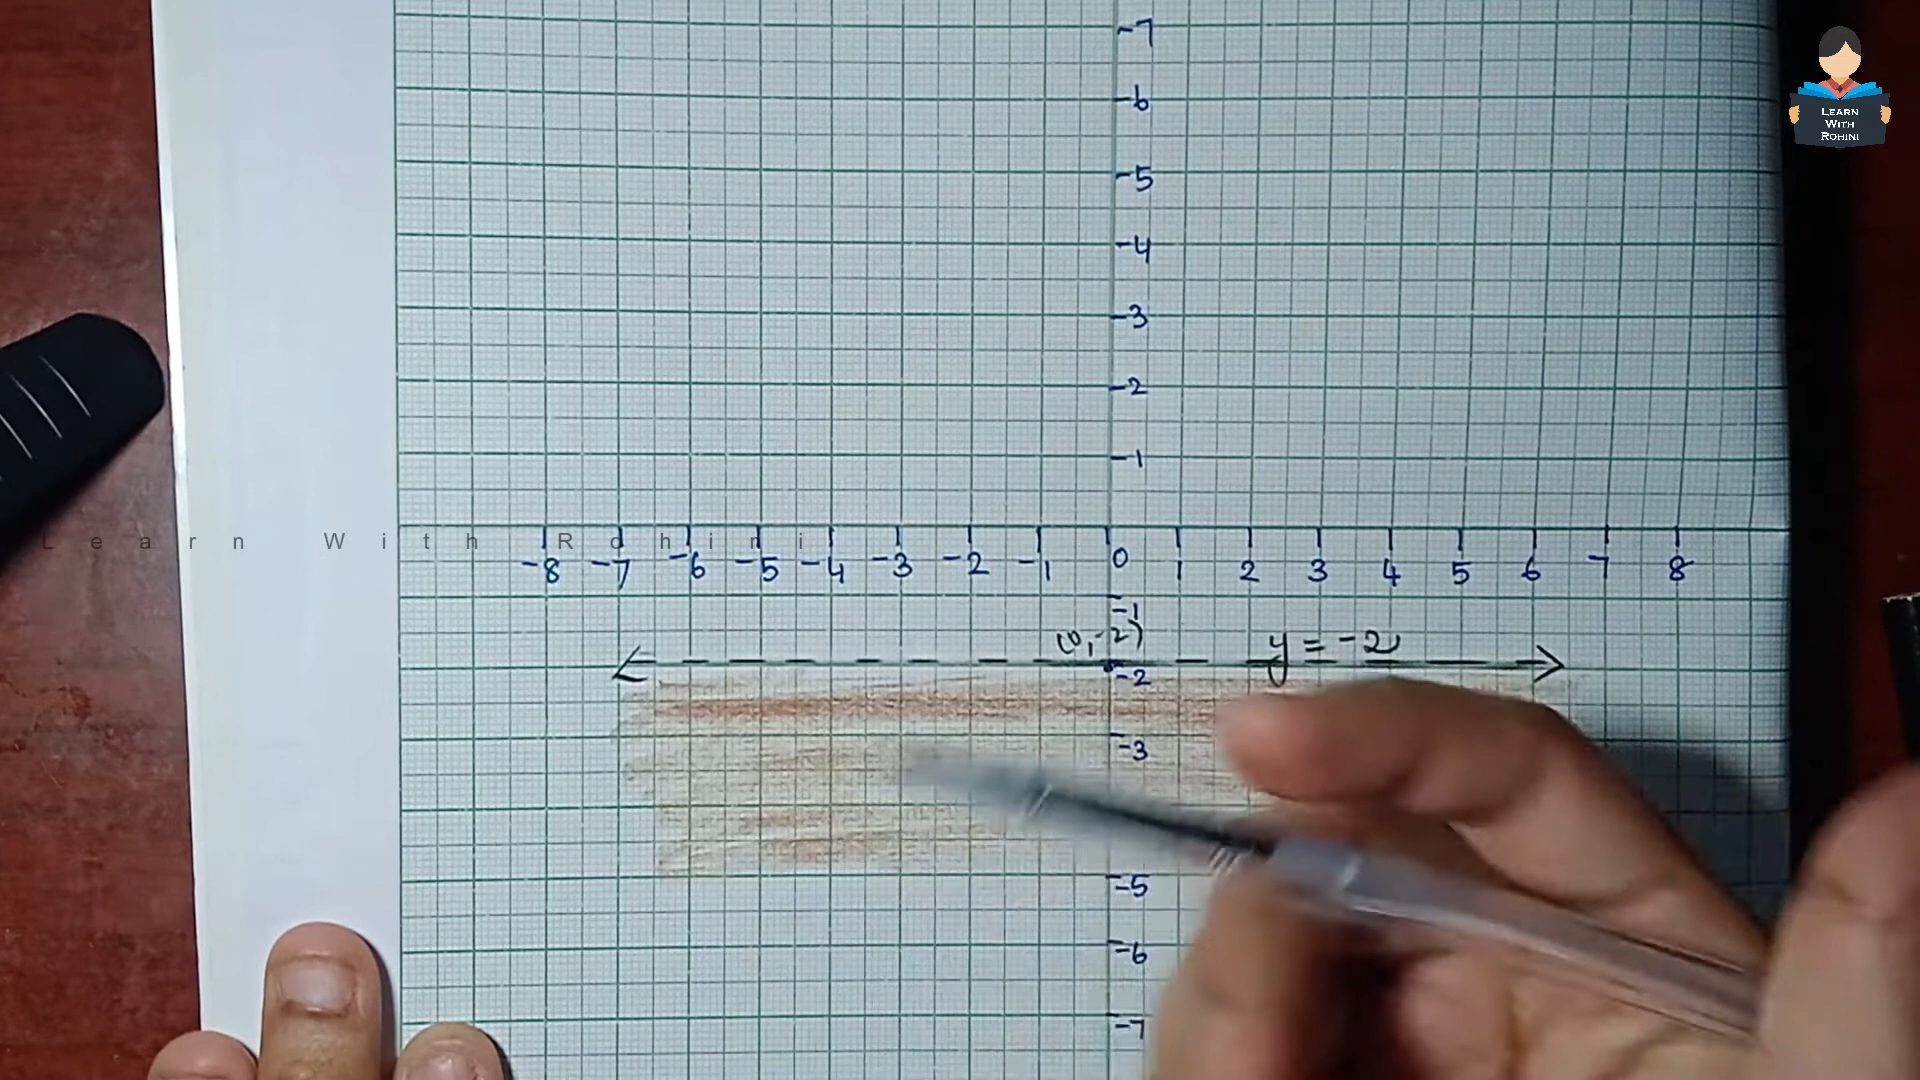 -7
LEARN
WITH
ROHINI
-6
-5
-4
-3
-2
-1
Learn With Rohini
-8 -7 -6 -5 -4 -3 -2 -1 0 1 2 3 4 5 6 7 8
-1
(0,-2) y = -2
-2
-3
-5
-6
-7